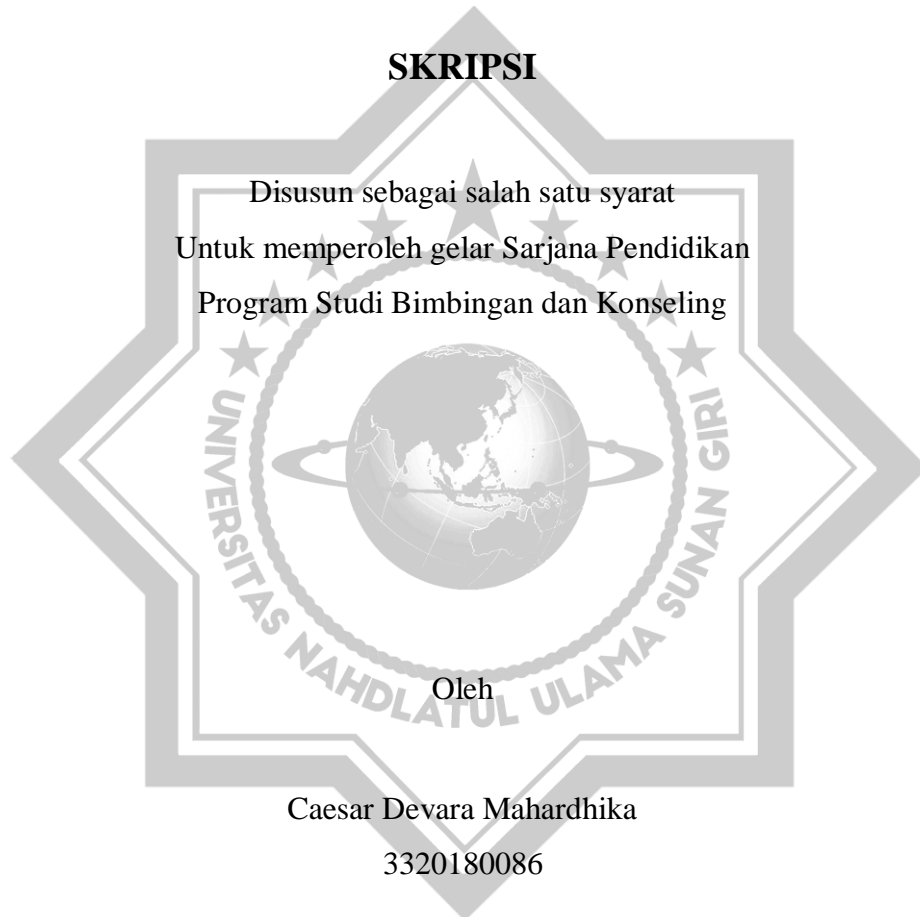 SKRIPSI
Disusun sebagai salah satu syarat
Untuk memperoleh gelar Sarjana Pendidikan
Program Studi Bimbingan dan Konseling
UNIVERSITAS NAHDLATUL ULAMA SUNAN GIRI
Oleh
Caesar Devara Mahardhika
3320180086